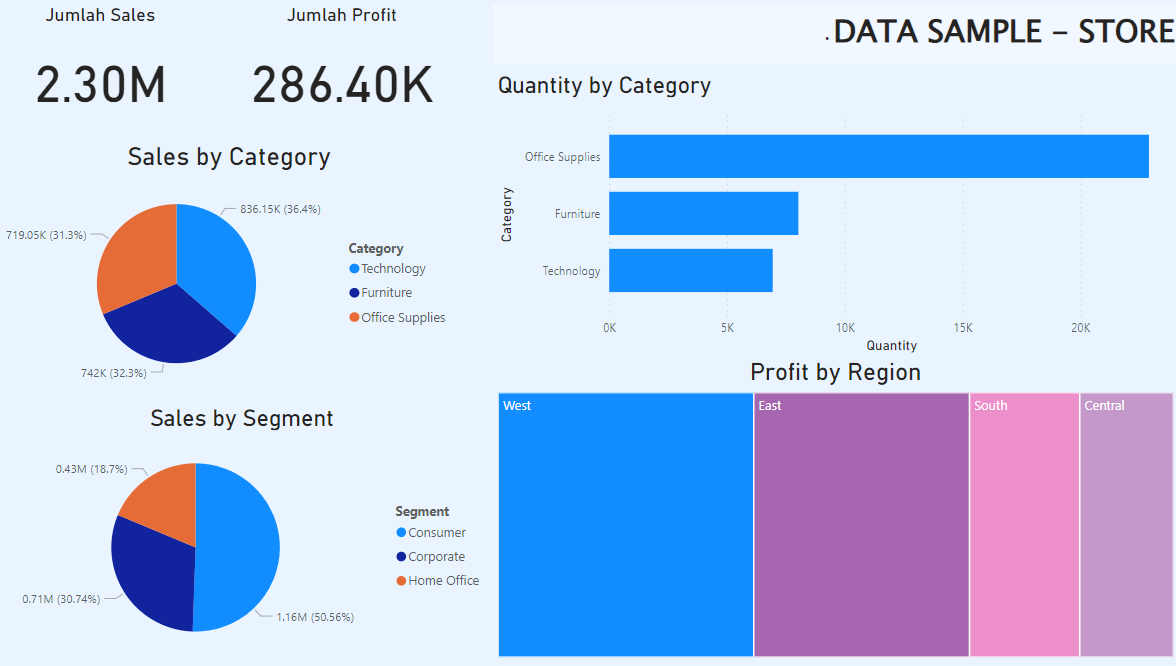 Jumlah Sales
2.30M
Jumlah Profit
286.40K
. DATA SAMPLE – STORE
Sales by Category
836.15K (36.4%)
719.05K (31.3%)
742K (32.3%)
Category
Technology
Furniture
Office Supplies
Quantity by Category
Category
Office Supplies
Furniture
Technology
0K 5K 10K 15K 20K
Quantity
Sales by Segment
0.43M (18.7%)
0.71M (30.74%)
1.16M (50.56%)
Segment
Consumer
Corporate
Home Office
Profit by Region
West East South Central